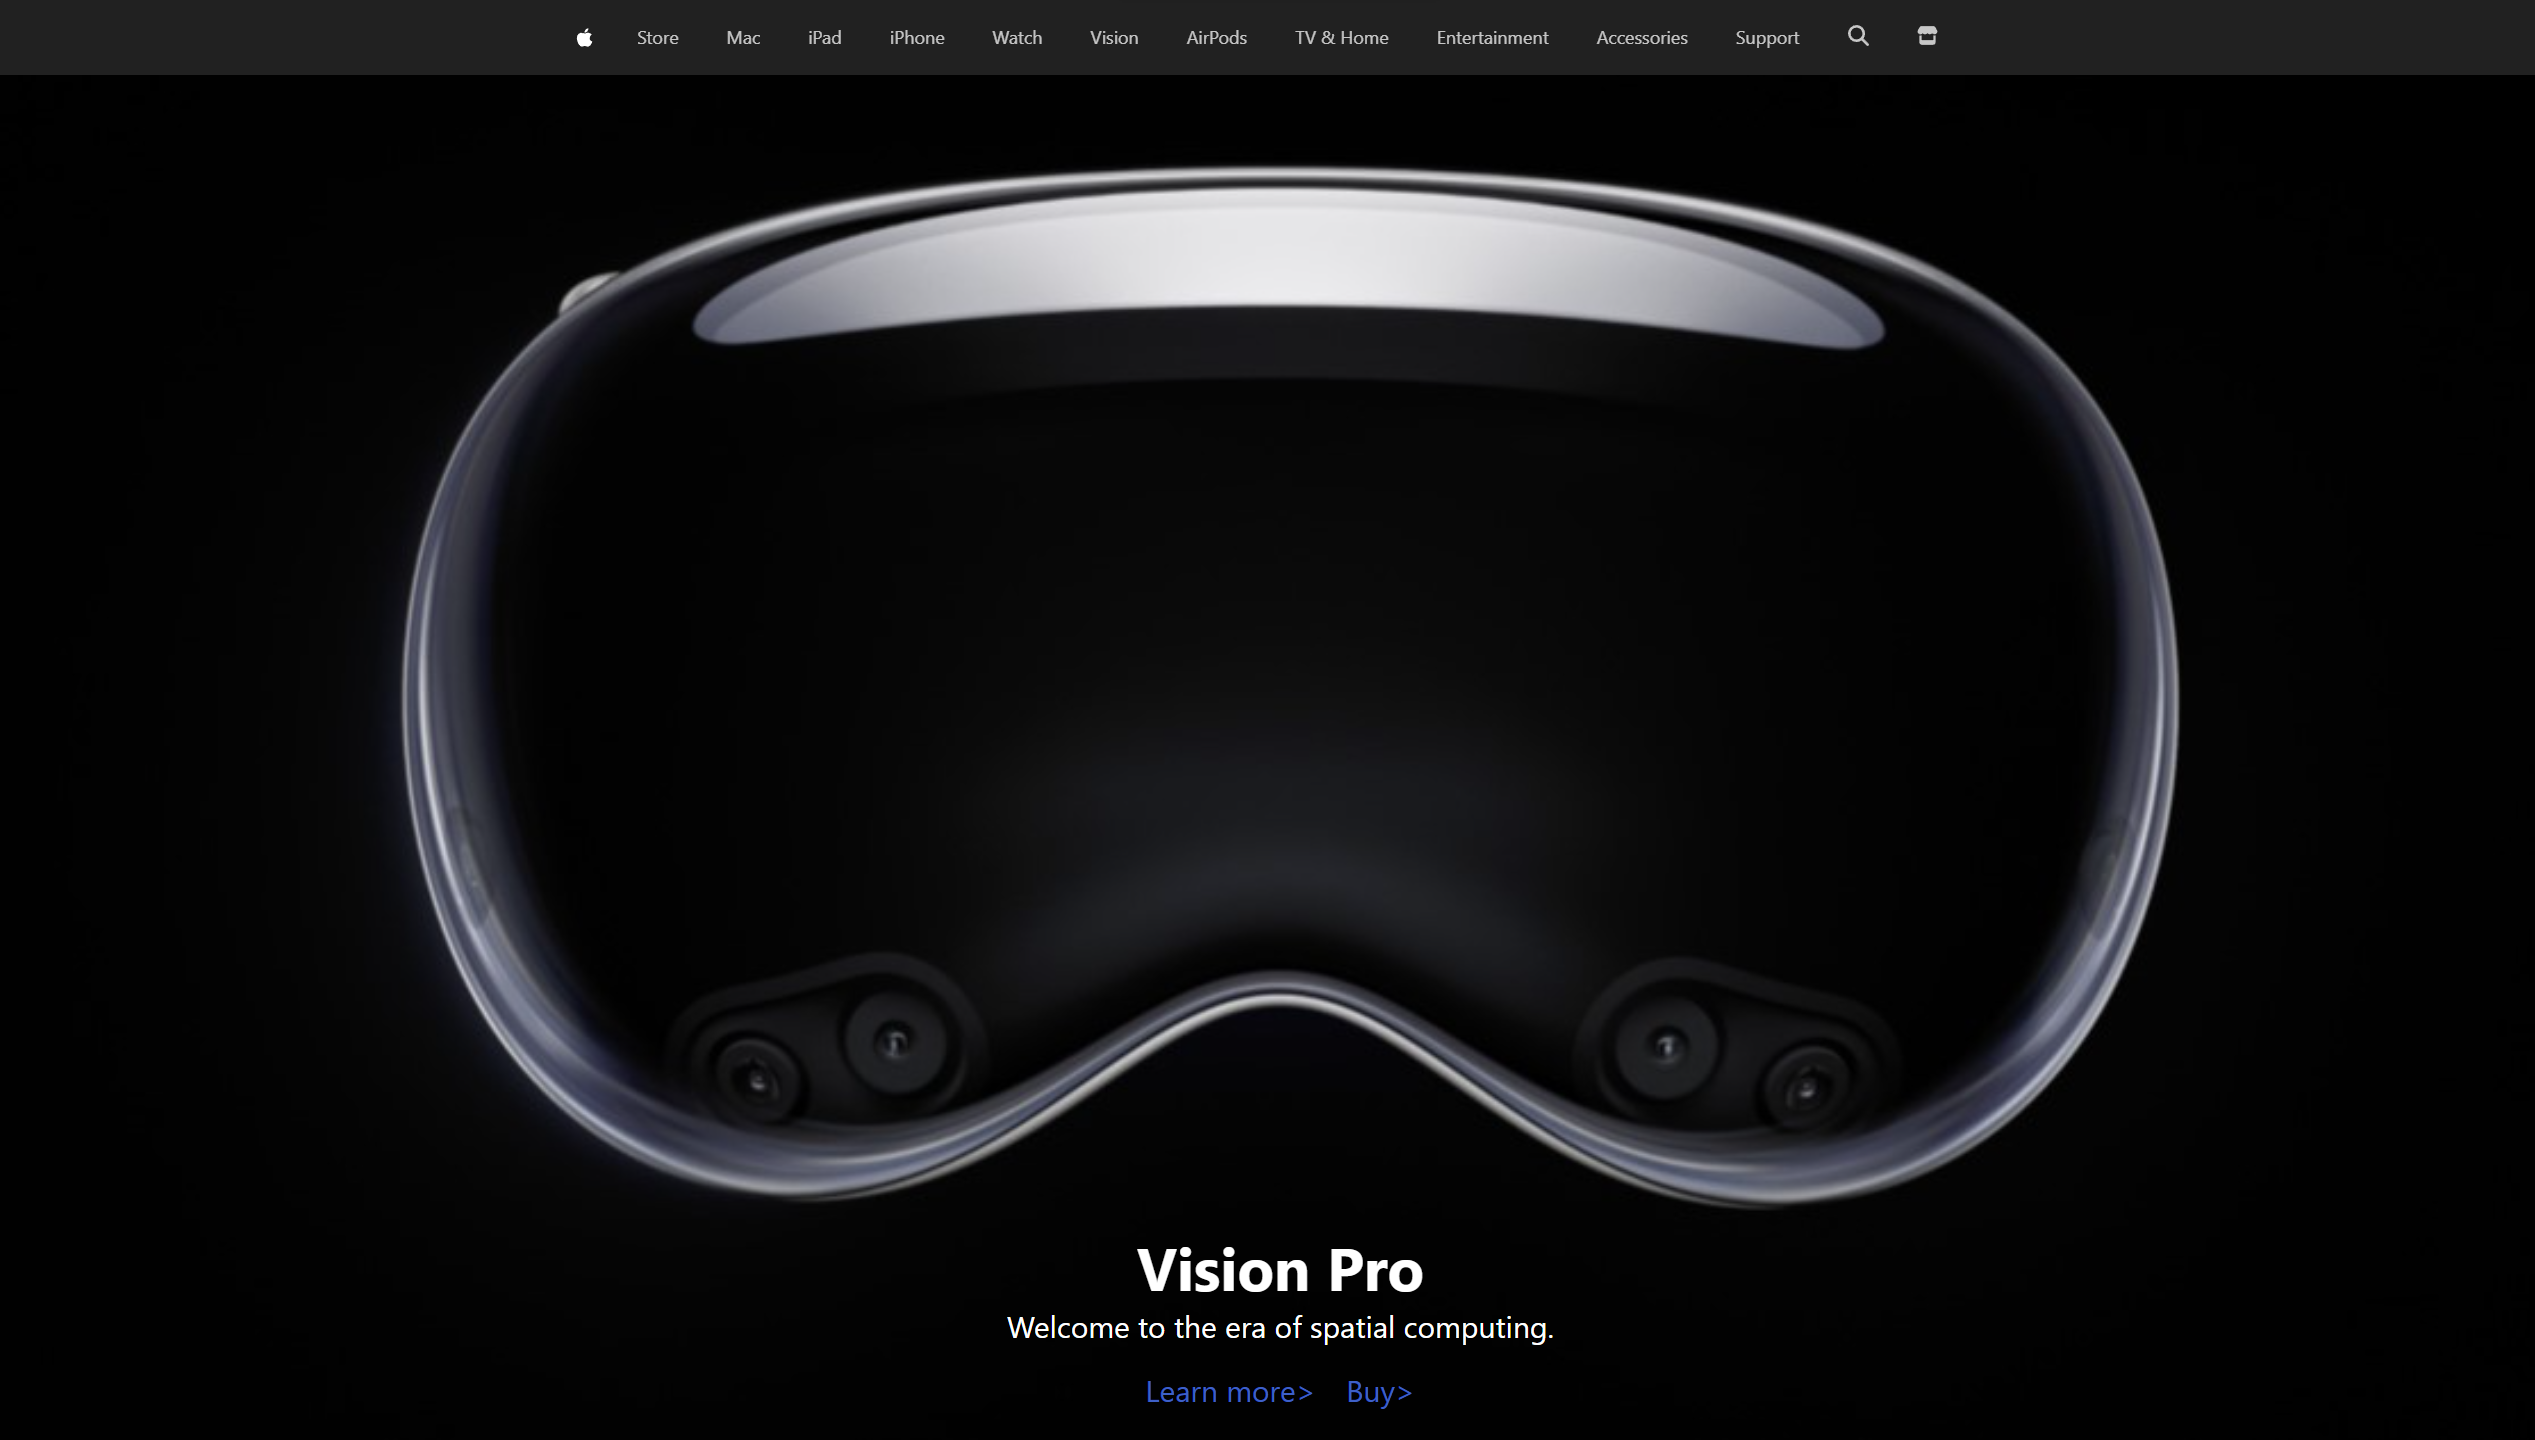 Store Mac iPad iPhone Watch Vision AirPods TV & Home Entertainment Accessories Support
Vision Pro
Welcome to the era of spatial computing.
Learn more> Buy>